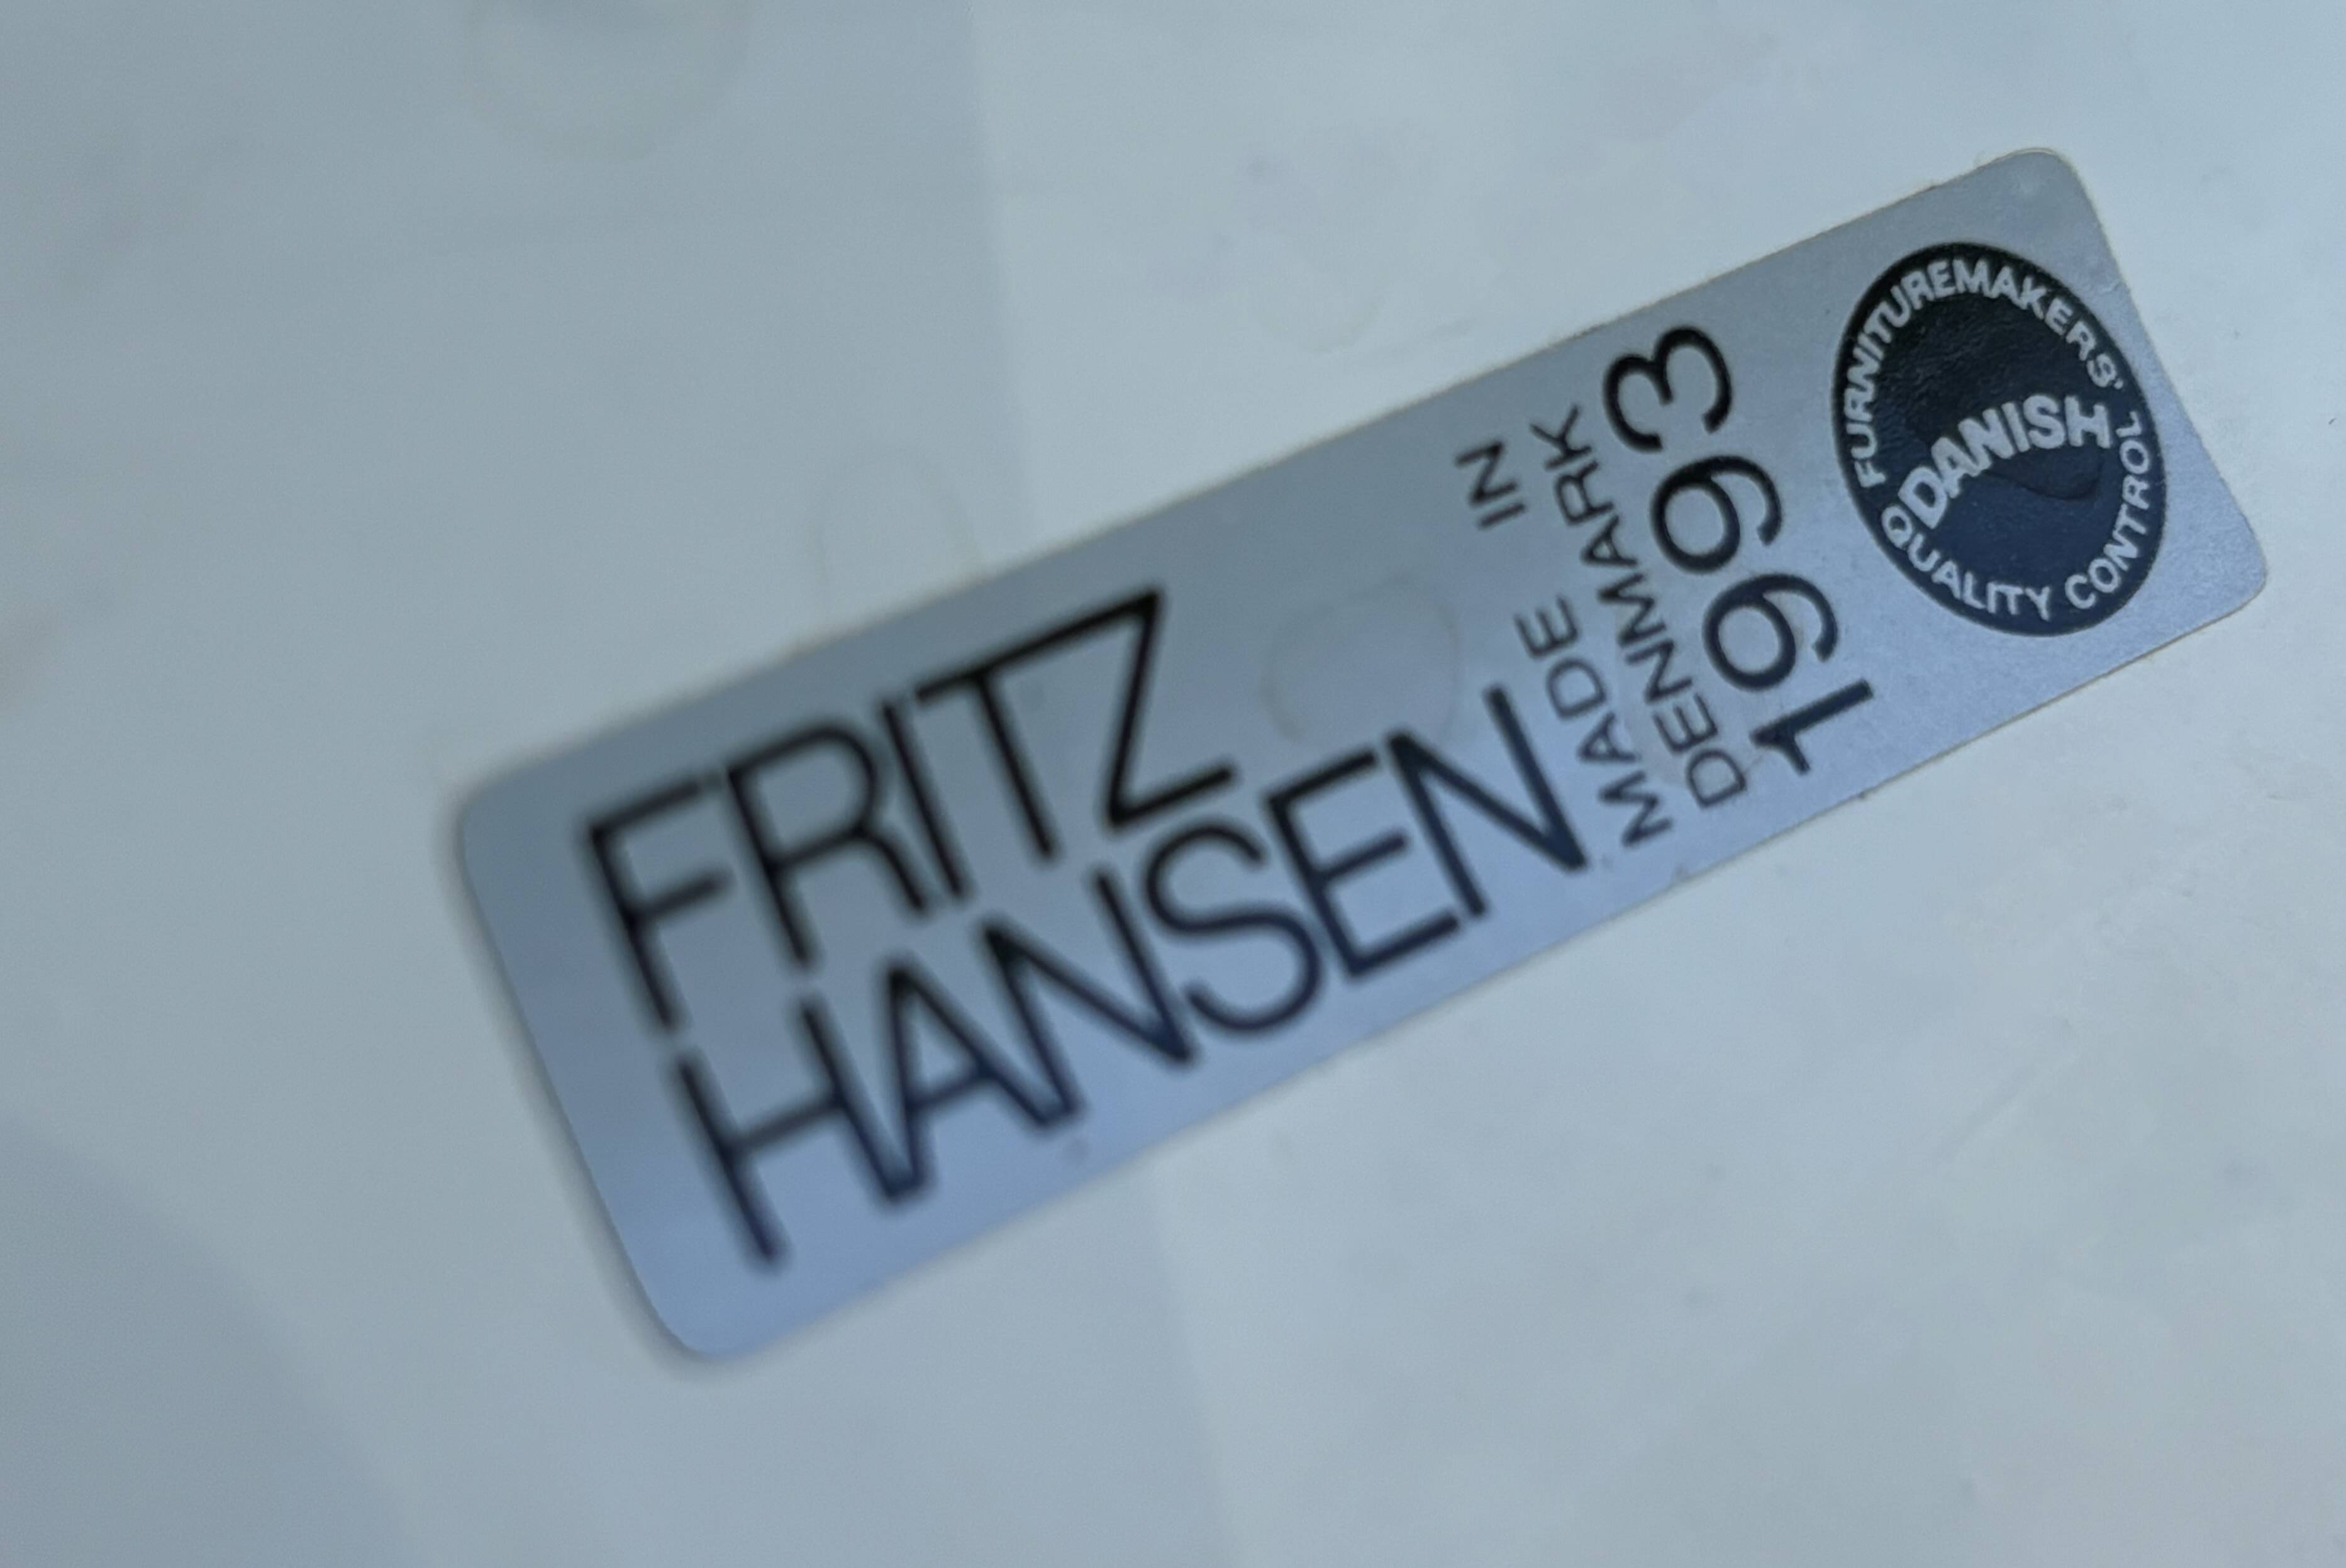 FRITZ
HANSEN
MADE IN
DENMARK
1993
FURNITUREMAKERS'
DANISH
QUALITY CONTROL